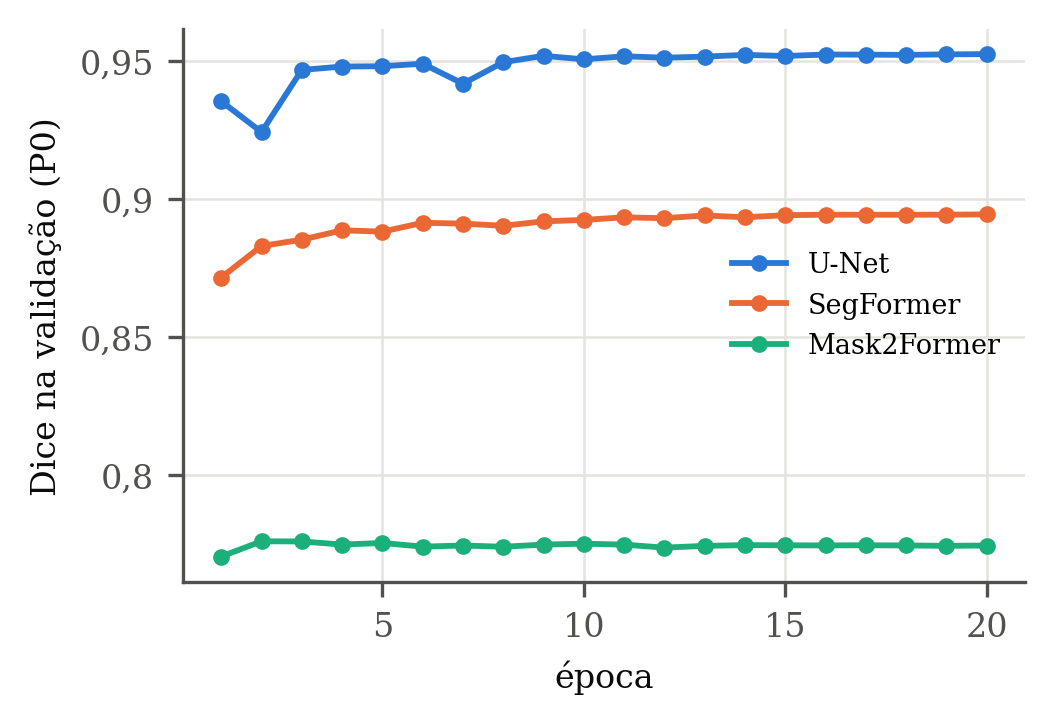 0,95
0,9
0,85
0,8
Dice na validação (P0)
U-Net
SegFormer
Mask2Former
5 10 15 20
época